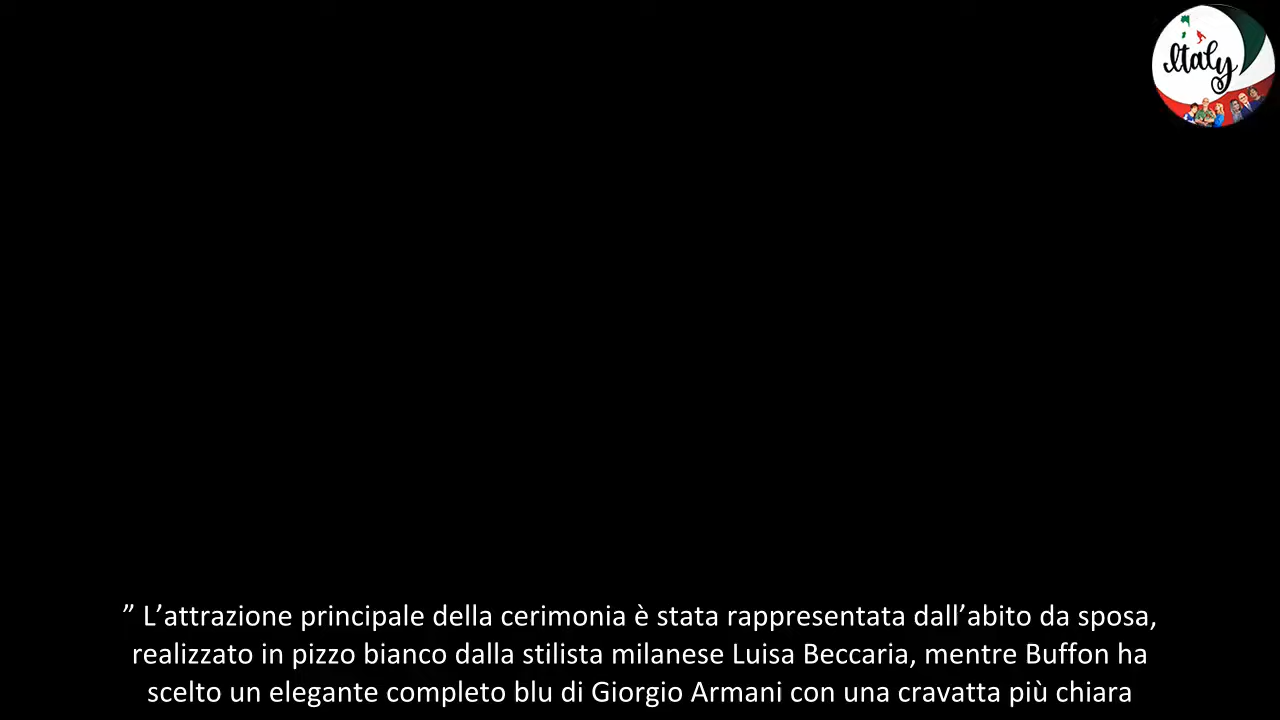 Italy
” L’attrazione principale della cerimonia è stata rappresentata dall’abito da sposa,
realizzato in pizzo bianco dalla stilista milanese Luisa Beccaria, mentre Buffon ha
scelto un elegante completo blu di Giorgio Armani con una cravatta più chiara